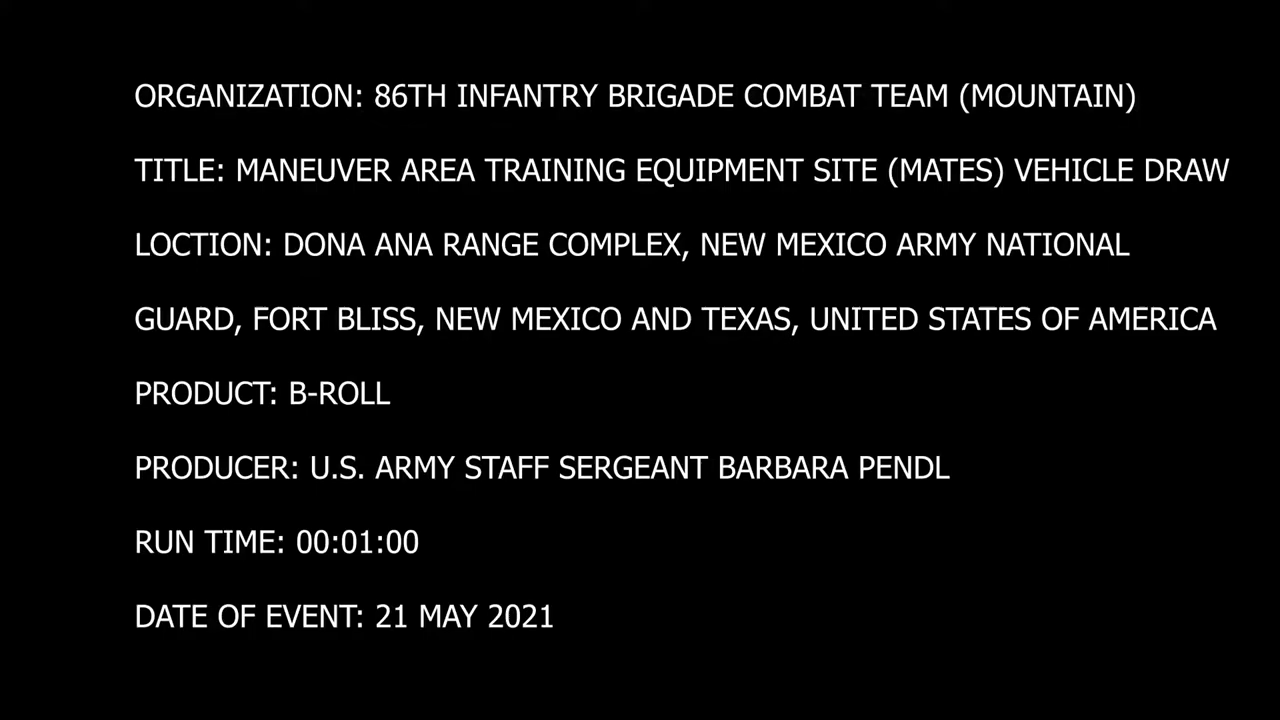 ORGANIZATION: 86TH INFANTRY BRIGADE COMBAT TEAM (MOUNTAIN)
TITLE: MANEUVER AREA TRAINING EQUIPMENT SITE (MATES) VEHICLE DRAW
LOCTION: DONA ANA RANGE COMPLEX, NEW MEXICO ARMY NATIONAL
GUARD, FORT BLISS, NEW MEXICO AND TEXAS, UNITED STATES OF AMERICA
PRODUCT: B-ROLL
PRODUCER: U.S. ARMY STAFF SERGEANT BARBARA PENDL
RUN TIME: 00:01:00
DATE OF EVENT: 21 MAY 2021